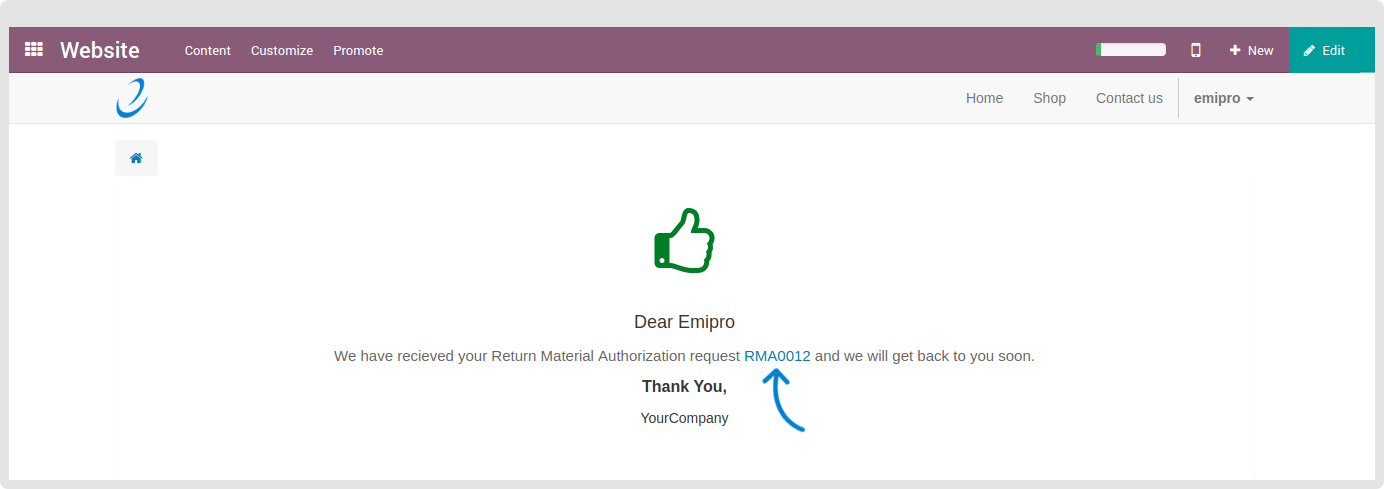 Website Content Customize Promote New Edit
Home Shop Contact us emipro
Dear Emipro
We have recieved your Return Material Authorization request RMA0012 and we will get back to you soon.
Thank You,
YourCompany